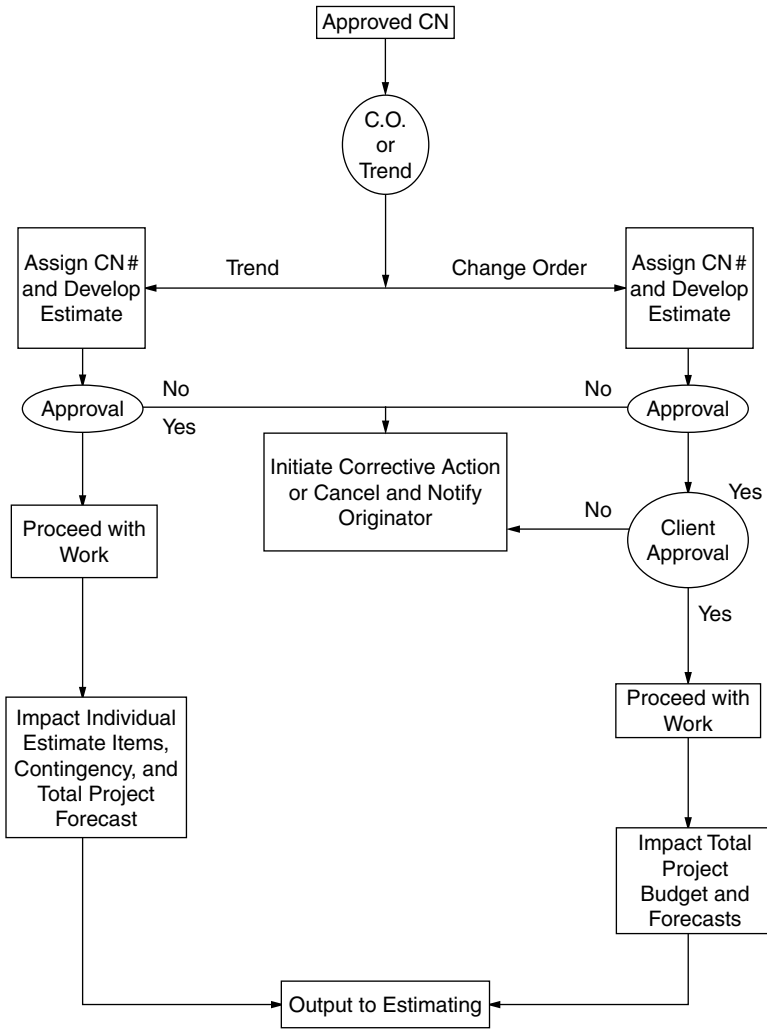 Approved CN
C.O.
or
Trend
Assign CN#
and Develop
Estimate
Trend
Change Order
Assign CN#
and Develop
Estimate
Approval
No
Yes
No
Approval
Initiate Corrective Action
or Cancel and Notify
Originator
No
Yes
Client
Approval
Yes
Proceed with
Work
Proceed with
Work
Impact Individual
Estimate Items,
Contingency, and
Total Project
Forecast
Impact Total
Project
Budget and
Forecasts
Output to Estimating